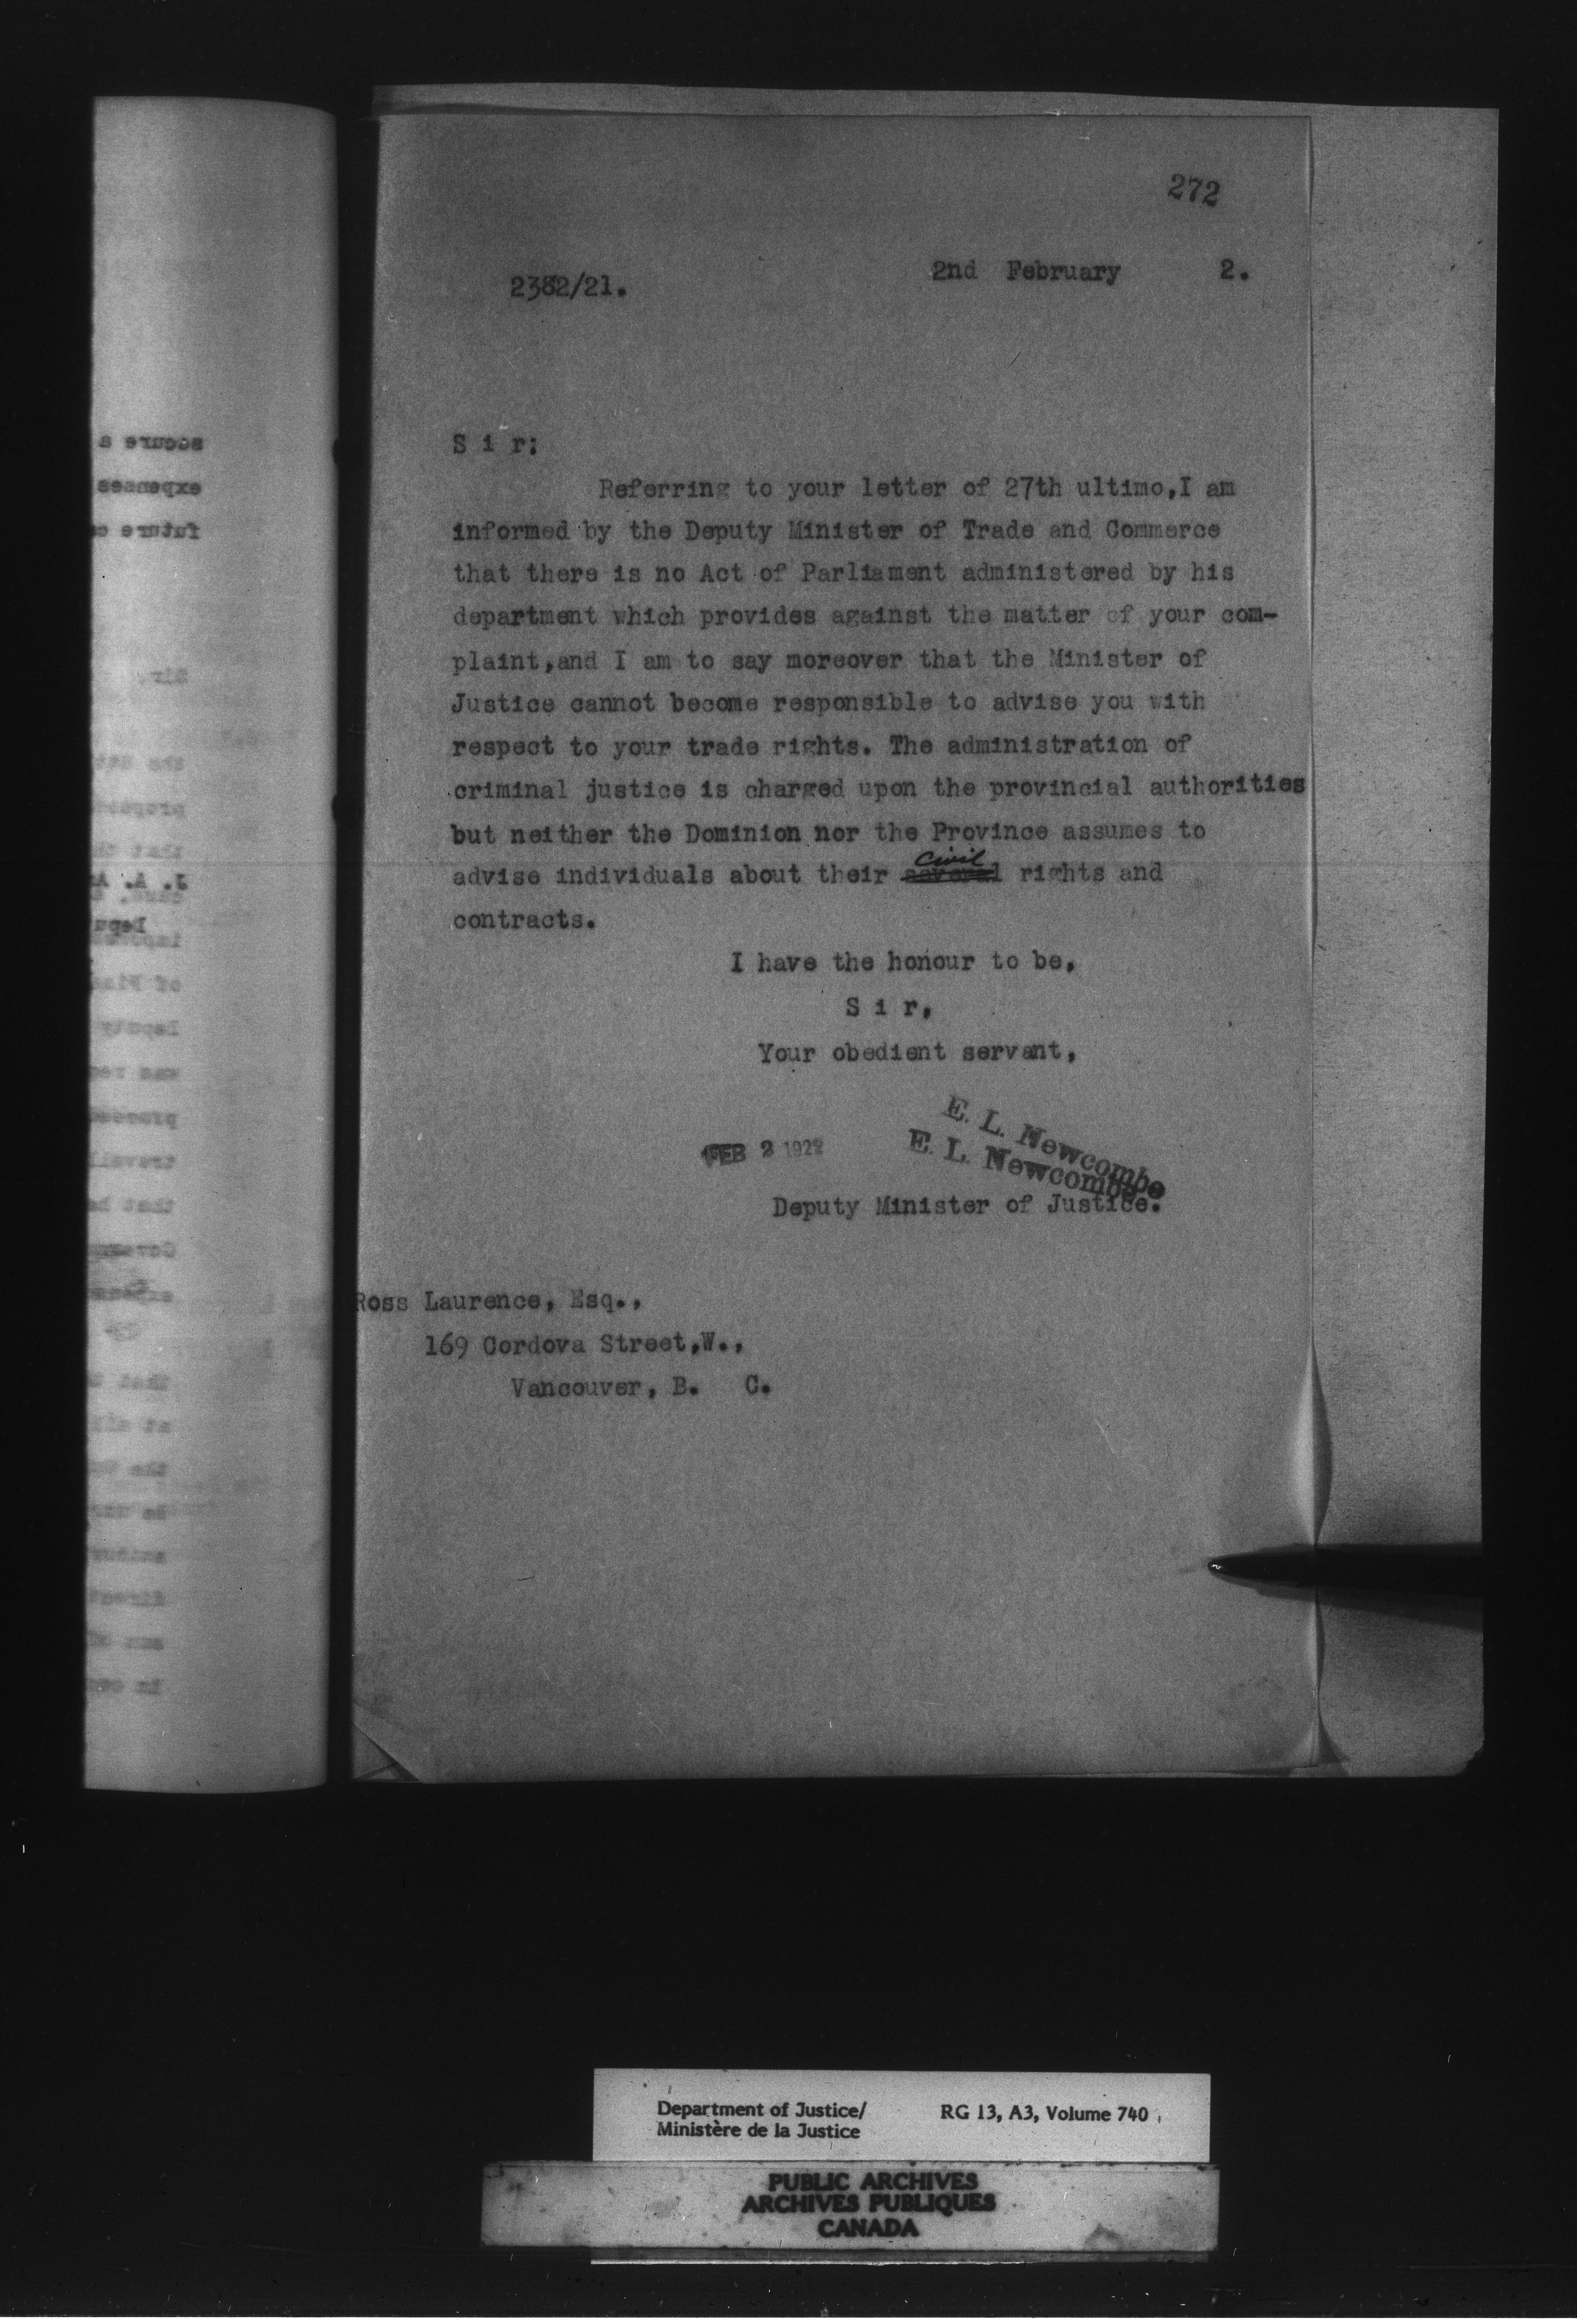 272
2382/21.
2nd February 2.
S i r;
Referring to your letter of 27th ultimo,I am
informed by the Deputy Minister of Trade and Commerce
that there is no Act of Parliament administered by his
department which provides against the matter of your com-
plaint,and I am to say moreover that the Minister of
Justice cannot become responsible to advise you with
respect to your trade rights. The administration of
criminal justice is charged upon the provincial authorities
but neither the Dominion nor the Province assumes to
civil
advise individuals about their several rights and
contracts.
I have the honour to be,
S i r,
Your obedient servant,
E. L. Newcombe
FEB 2 1922
E. L. Newcombe
Deputy Minister of Justice.
Ross Laurence, Esq.,
169 Cordova Street,W.,
Vancouver, B. C.
Department of Justice/
Ministère de la Justice
RG 13, A3, Volume 740
PUBLIC ARCHIVES
ARCHIVES PUBLIQUES
CANADA